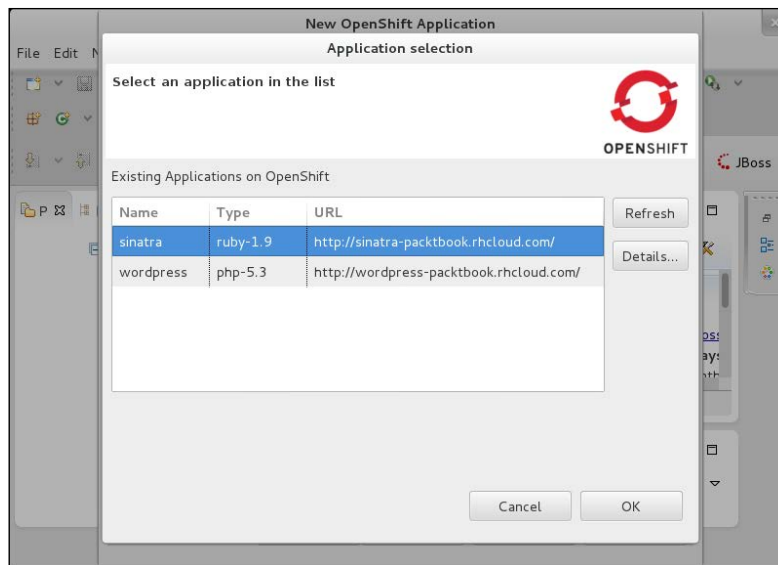 New OpenShift Application
File Edit N
Application selection
Select an application in the list
OPENSHIFT
JBoss
Existing Applications on OpenShift
P
Name Type URL
Refresh
sinatra ruby-1.9 http://sinatra-packtbook.rhcloud.com/
Details...
wordpress php-5.3 http://wordpress-packtbook.rhcloud.com/
Cancel OK